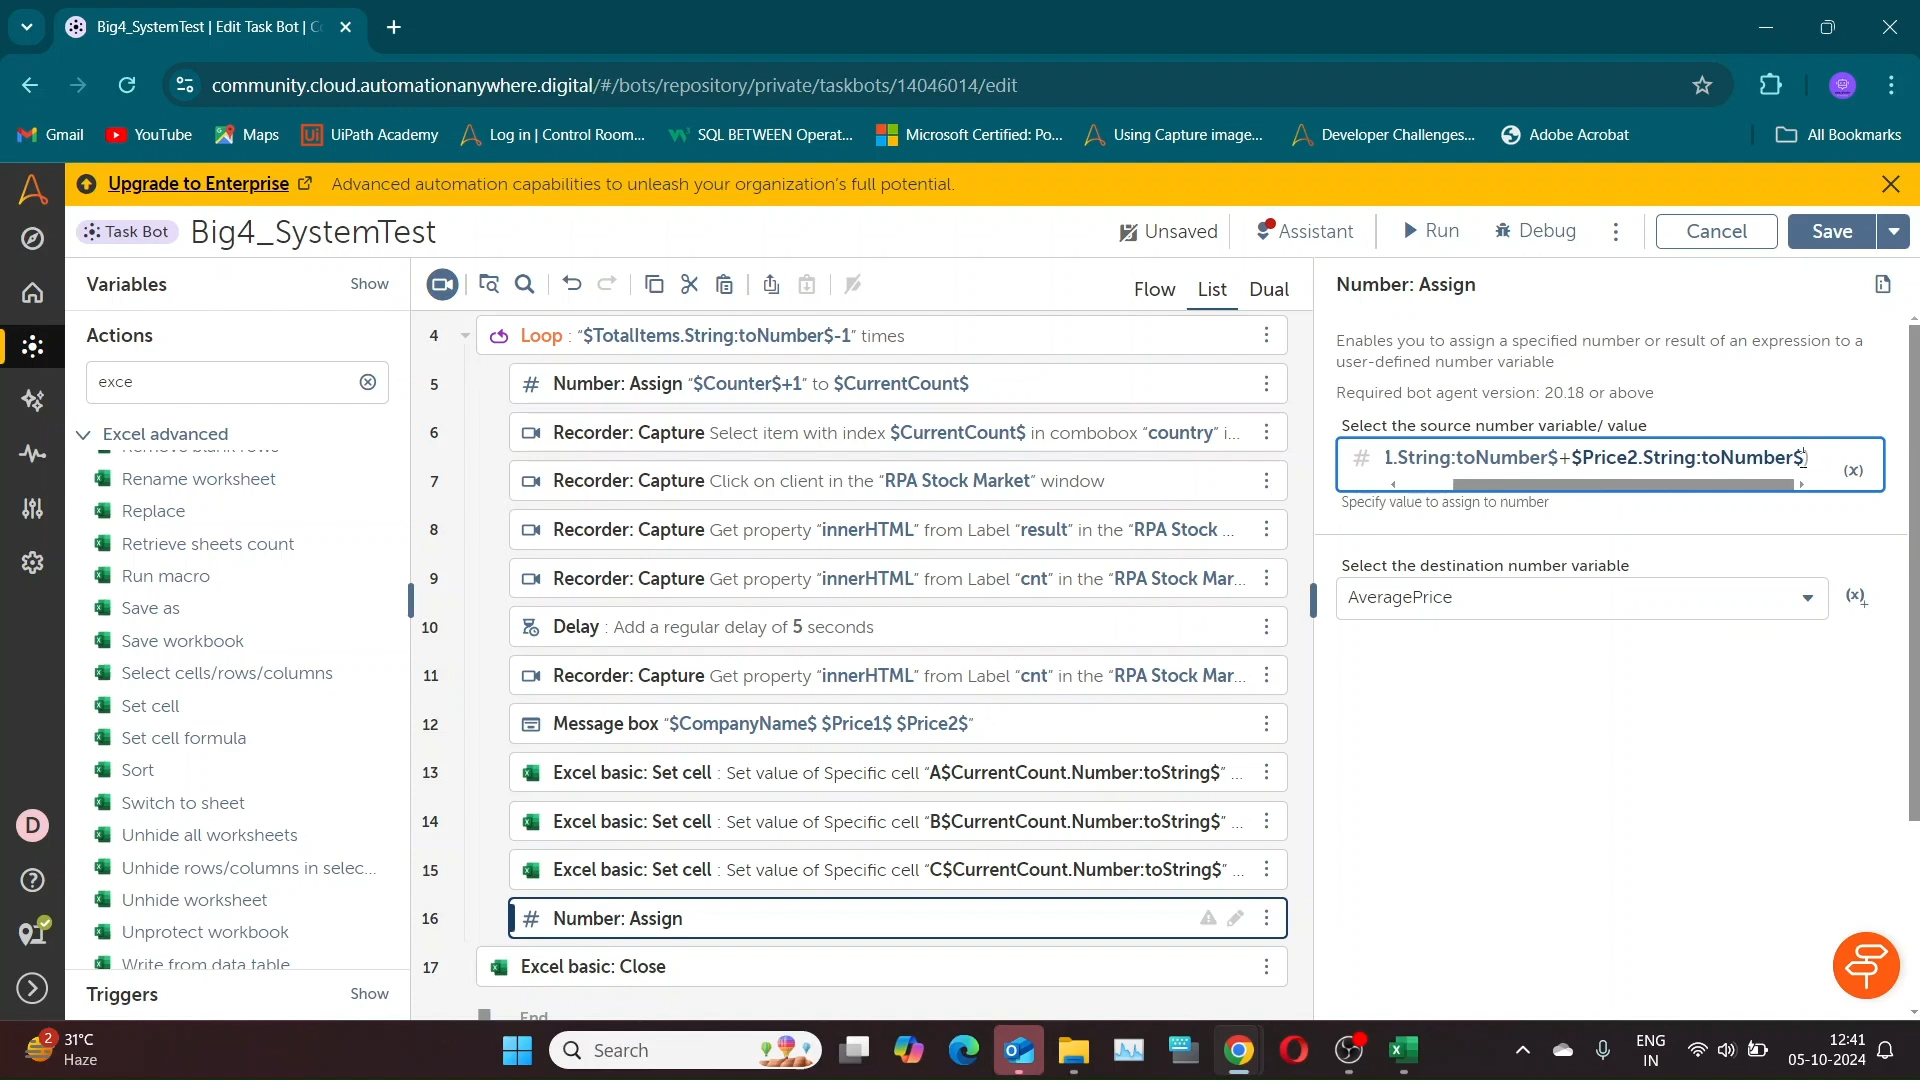 Big4_SystemTest | Edit Task Bot | Co
community.cloud.automationanywhere.digital/#/bots/repository/private/taskbots/14046014/edit
Gmail
YouTube
Maps
UiPath Academy
Log in | Control Room...
SQL BETWEEN Operat...
Microsoft Certified: Po...
Using Capture image...
Developer Challenges...
Adobe Acrobat
All Bookmarks
Upgrade to Enterprise
Advanced automation capabilities to unleash your organization's full potential.
Task Bot
Big4_SystemTest
Unsaved
Assistant
Run
Debug
Cancel
Save
Variables
Show
Actions
exce
Excel advanced
Rename worksheet
Replace
Retrieve sheets count
Run macro
Save as
Save workbook
Select cells/rows/columns
Set cell
Set cell formula
Sort
Switch to sheet
Unhide all worksheets
Unhide rows/columns in selec...
Unhide worksheet
Unprotect workbook
Write from data table
Triggers
Show
Flow
List
Dual
4 Loop : "$TotalItems.String:toNumber$-1" times
5 # Number: Assign "$Counter$+1" to $CurrentCount$
6 Recorder: Capture Select item with index $CurrentCount$ in combobox "country" i...
7 Recorder: Capture Click on client in the "RPA Stock Market" window
8 Recorder: Capture Get property "innerHTML" from Label "result" in the "RPA Stock ...
9 Recorder: Capture Get property "innerHTML" from Label "cnt" in the "RPA Stock Mar...
10 Delay : Add a regular delay of 5 seconds
11 Recorder: Capture Get property "innerHTML" from Label "cnt" in the "RPA Stock Mar...
12 Message box "$CompanyName$ $Price1$ $Price2$"
13 Excel basic: Set cell : Set value of Specific cell "A$CurrentCount.Number:toString$" ...
14 Excel basic: Set cell : Set value of Specific cell "B$CurrentCount.Number:toString$" ...
15 Excel basic: Set cell : Set value of Specific cell "C$CurrentCount.Number:toString$" ...
16 # Number: Assign
17 Excel basic: Close
End
Number: Assign
Enables you to assign a specified number or result of an expression to a
user-defined number variable
Required bot agent version: 20.18 or above
Select the source number variable/ value
# 1.String:toNumber$+$Price2.String:toNumber$)
(x)
Specify value to assign to number
Select the destination number variable
AveragePrice
(x)+
D
2
31°C
Haze
Search
ENG
IN
12:41
05-10-2024